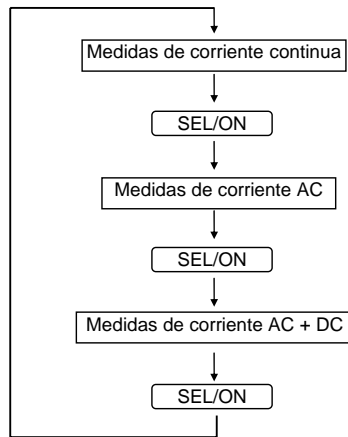 Medidas de corriente continua
SEL/ON
Medidas de corriente AC
SEL/ON
Medidas de corriente AC + DC
SEL/ON